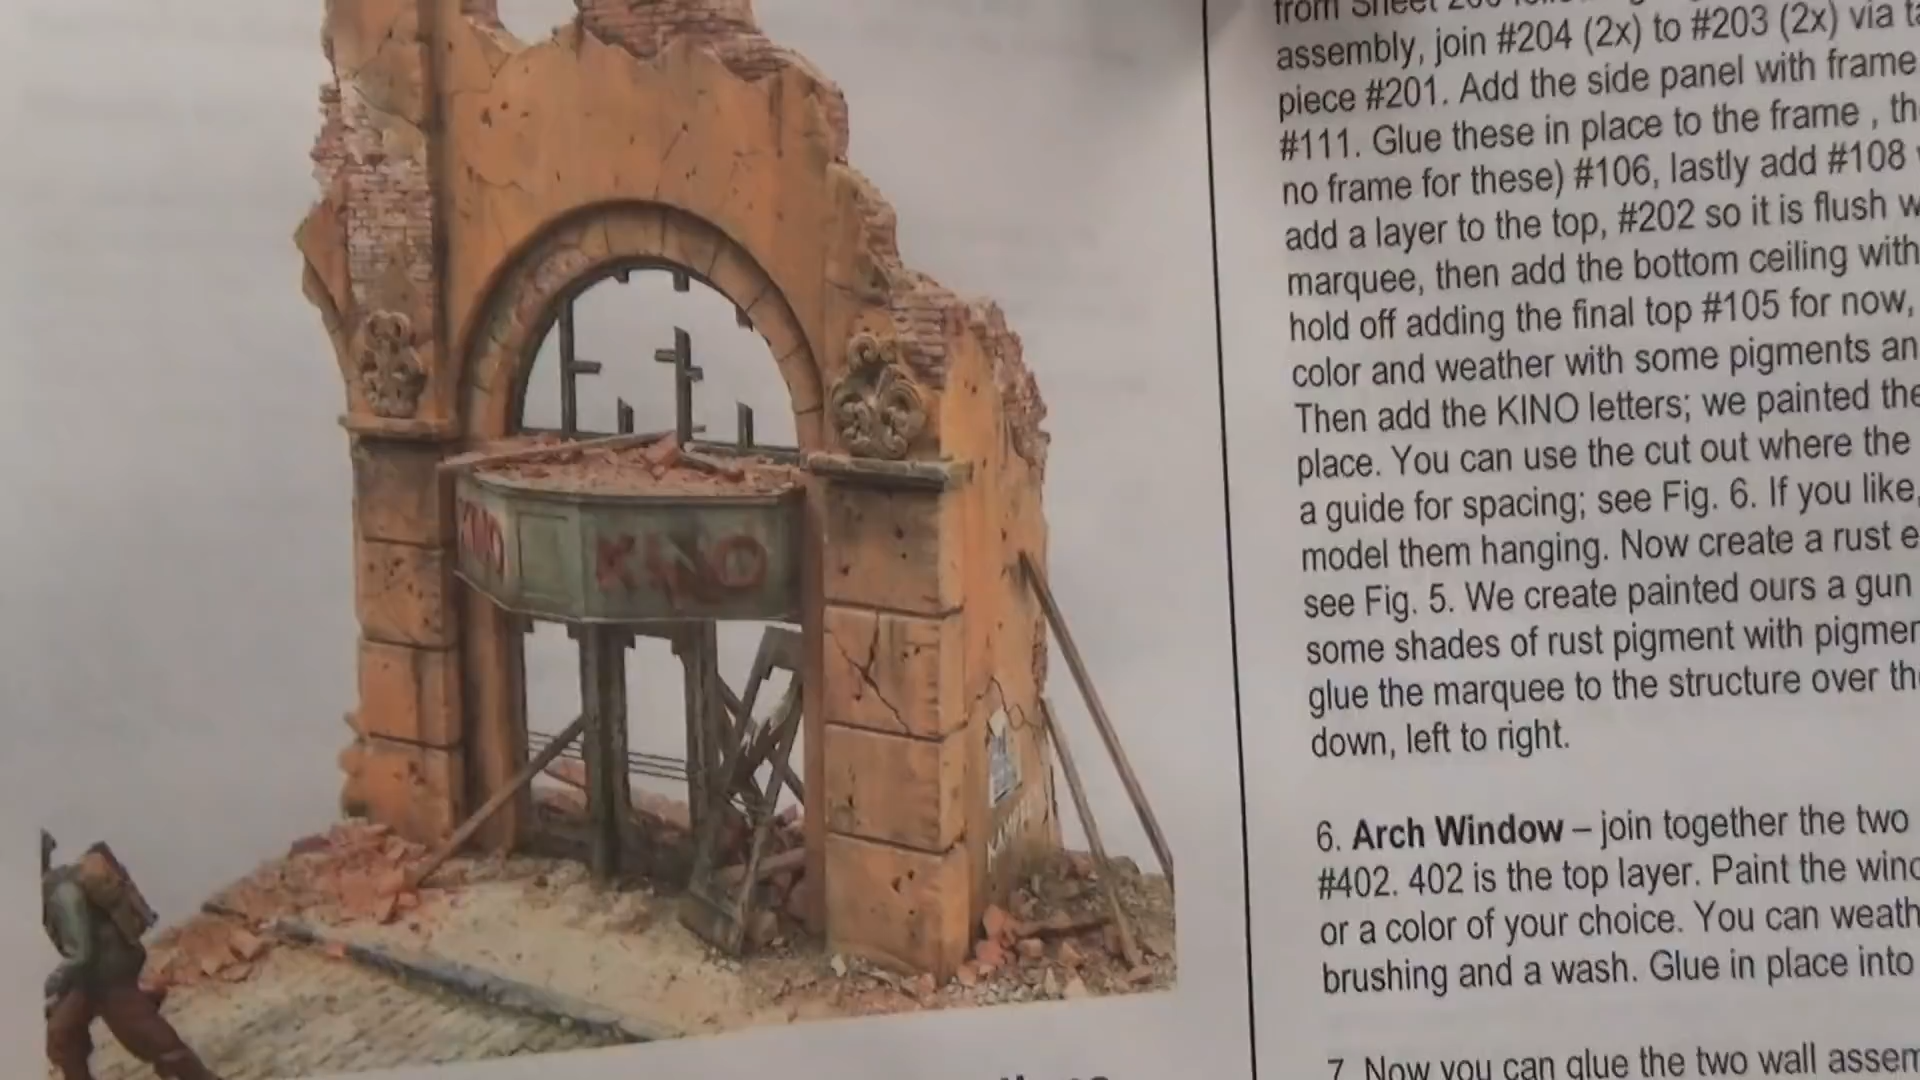 KINO
KINO
from Sheet
assembly, join #204 (2x) to #203 (2x) via
piece #201. Add the side panel with frame
#111. Glue these in place to the frame , th
no frame for these) #106, lastly add #108
add a layer to the top, #202 so it is flush w
marquee, then add the bottom ceiling with
hold off adding the final top #105 for now,
color and weather with some pigments an
Then add the KINO letters; we painted the
place. You can use the cut out where the
a guide for spacing; see Fig. 6. If you like,
model them hanging. Now create a rust e
see Fig. 5. We create painted ours a gun
some shades of rust pigment with pigmer
glue the marquee to the structure over th
down, left to right.
6. Arch Window – join together the two
#402. 402 is the top layer. Paint the wind
or a color of your choice. You can weath
brushing and a wash. Glue in place into
7. Now you can glue the two wall assem